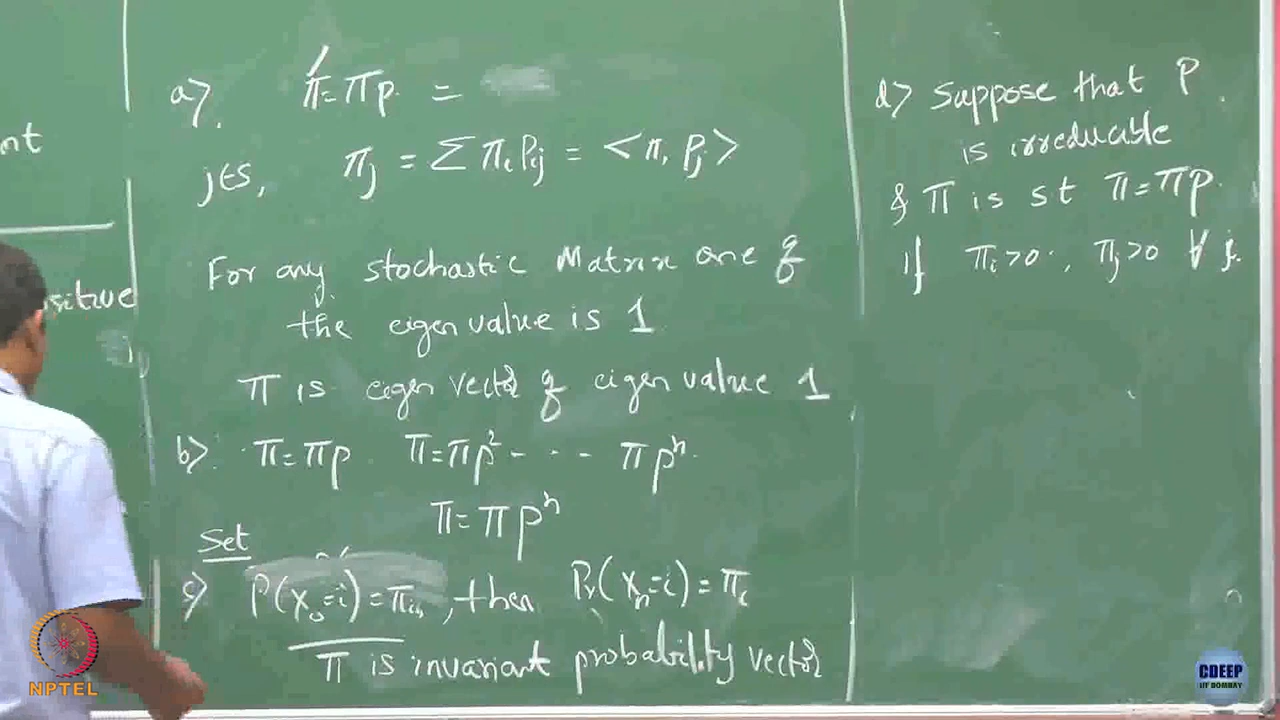 nt
sitive
a). π = πP =
j∈S, πj = Σ πi Pij = <π, Pj>
For any stochastic Matrix one of
the eigen value is 1
π is eigen vector of eigen value 1
b). π = πP π = πP² - - - πPⁿ.
π = πPⁿ
Set
c) P(X₀=i) = πi, then Pr(Xn=i) = πi
π is invariant probability vector
d) Suppose that P
is irreducable
& π is st π = πP.
If πi>0, πj>0 ∀ j.
NPTEL
CDEEP
IIT BOMBAY